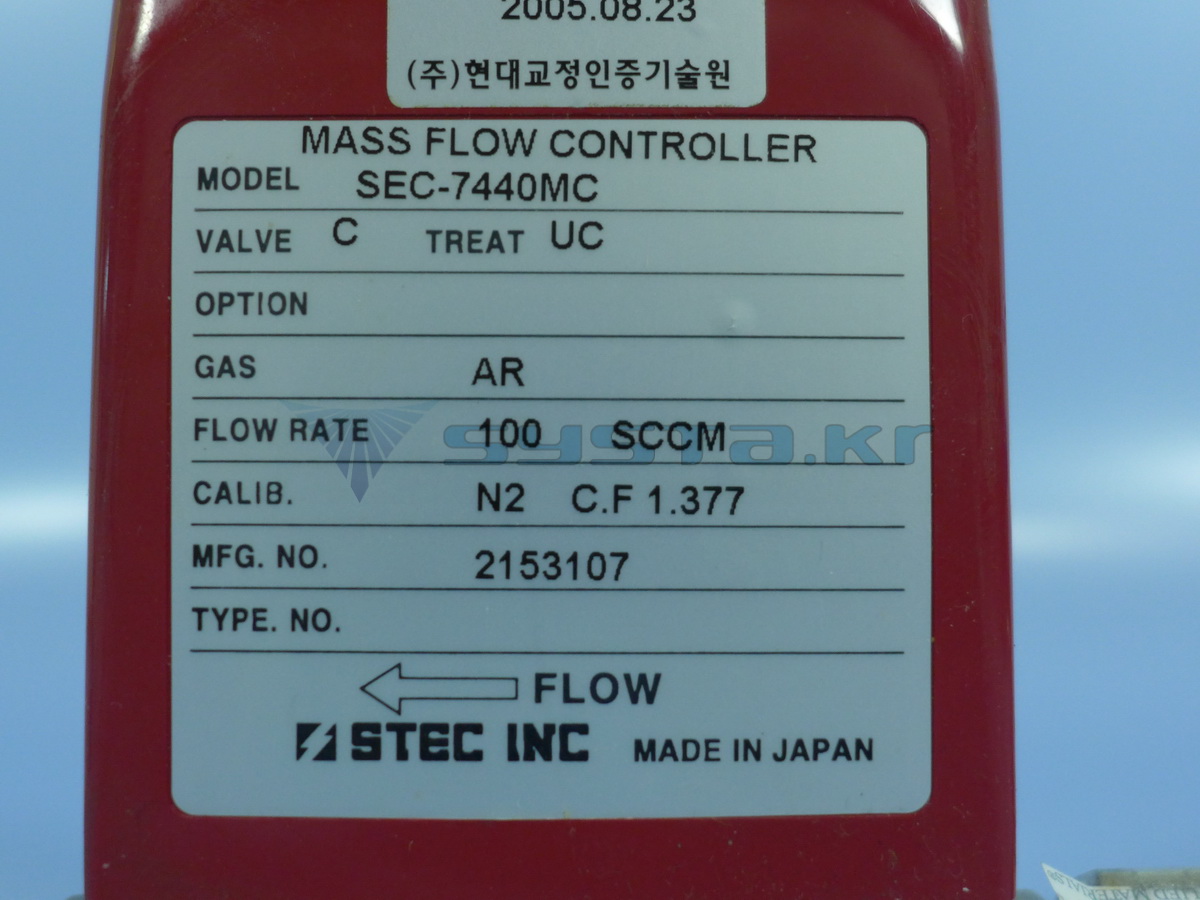 2005.08.23
(주)현대교정인증기술원
MASS FLOW CONTROLLER
MODEL SEC-7440MC
VALVE C TREAT UC
OPTION
GAS AR
FLOW RATE 100 SCCM
systa.kr
CALIB. N2 C.F 1.377
MFG. NO. 2153107
TYPE. NO.
FLOW
STEC INC MADE IN JAPAN